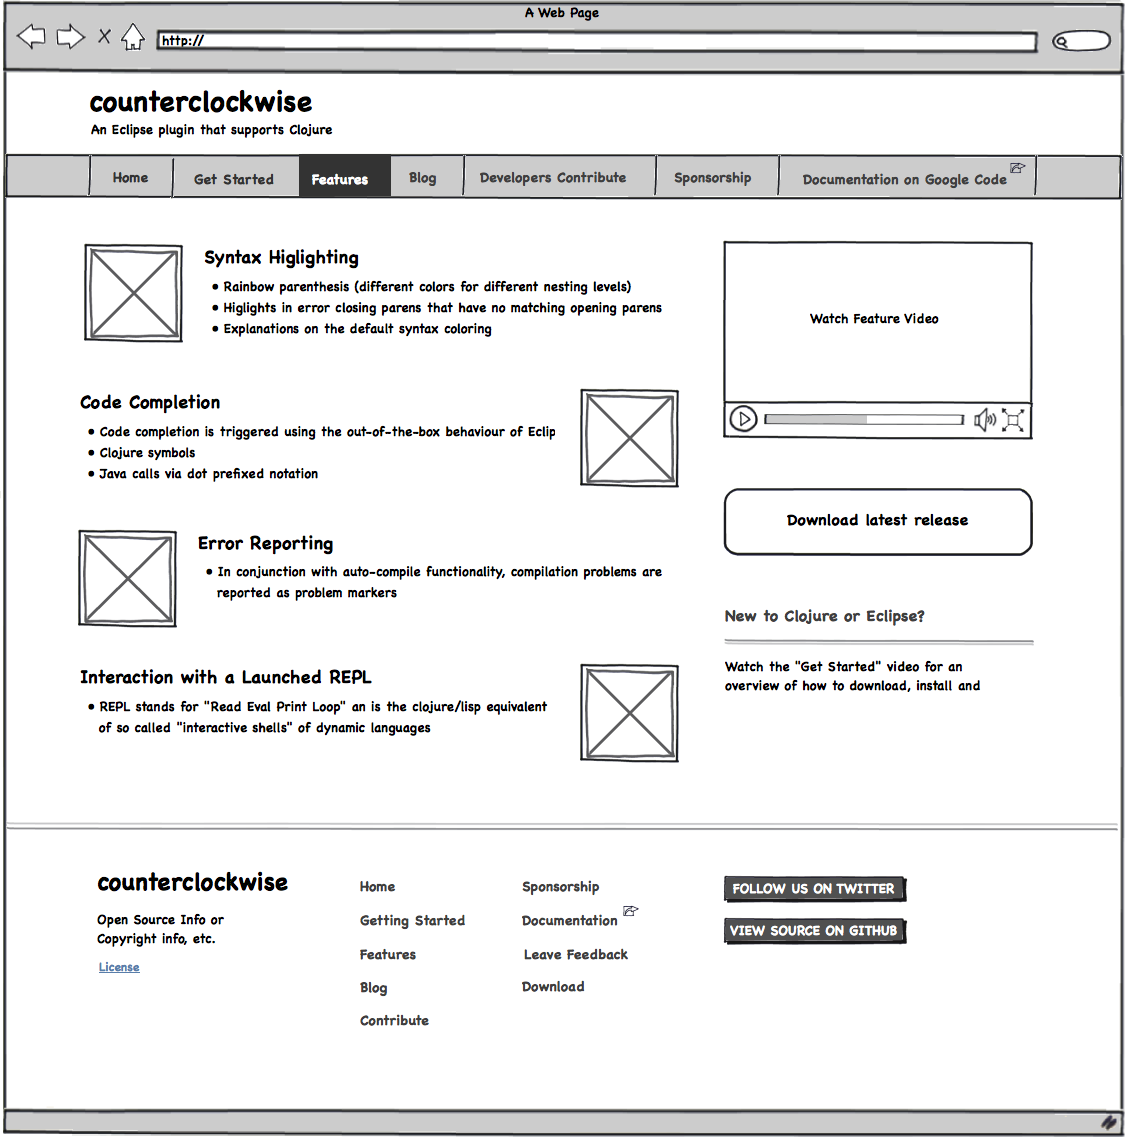 A Web Page
http://
counterclockwise
An Eclipse plugin that supports Clojure
Home
Get Started
Features
Blog
Developers Contribute
Sponsorship
Documentation on Google Code
Syntax Higlighting
• Rainbow parenthesis (different colors for different nesting levels)
• Higlights in error closing parens that have no matching opening parens
• Explanations on the default syntax coloring
Code Completion
• Code completion is triggered using the out-of-the-box behaviour of Eclip
• Clojure symbols
• Java calls via dot prefixed notation
Error Reporting
• In conjunction with auto-compile functionality, compilation problems are
reported as problem markers
Interaction with a Launched REPL
• REPL stands for "Read Eval Print Loop" an is the clojure/lisp equivalent
of so called "interactive shells" of dynamic languages
Watch Feature Video
Download latest release
New to Clojure or Eclipse?
Watch the "Get Started" video for an
overview of how to download, install and
counterclockwise
Open Source Info or
Copyright info, etc.
License
Home
Getting Started
Features
Blog
Contribute
Sponsorship
Documentation
Leave Feedback
Download
FOLLOW US ON TWITTER
VIEW SOURCE ON GITHUB